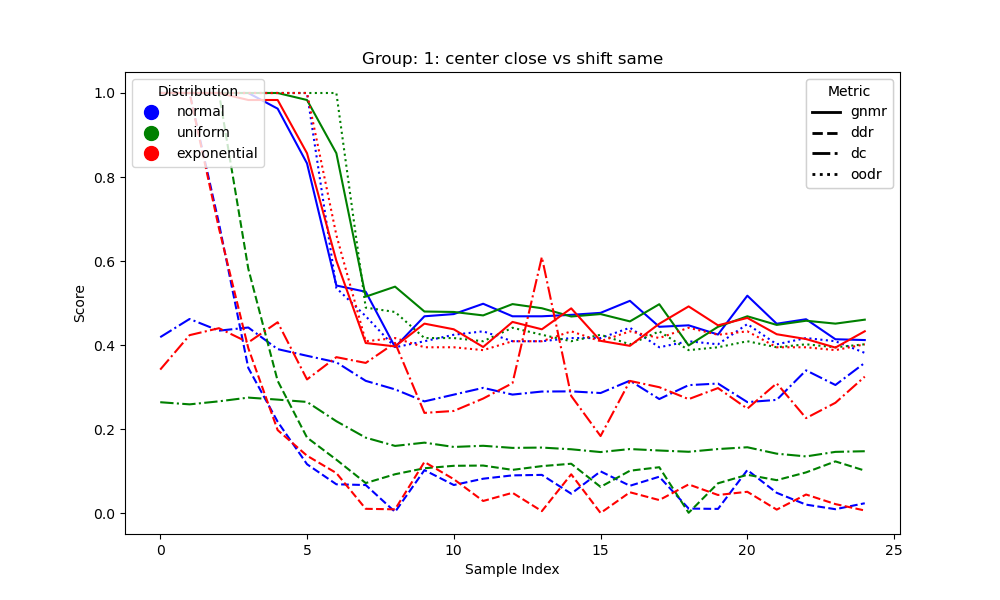 Group: 1: center close vs shift same
Distribution
normal
uniform
exponential
Metric
gnmr
ddr
dc
oodr
Score
1.0
0.8
0.6
0.4
0.2
0.0
0
5
10
15
20
25
Sample Index